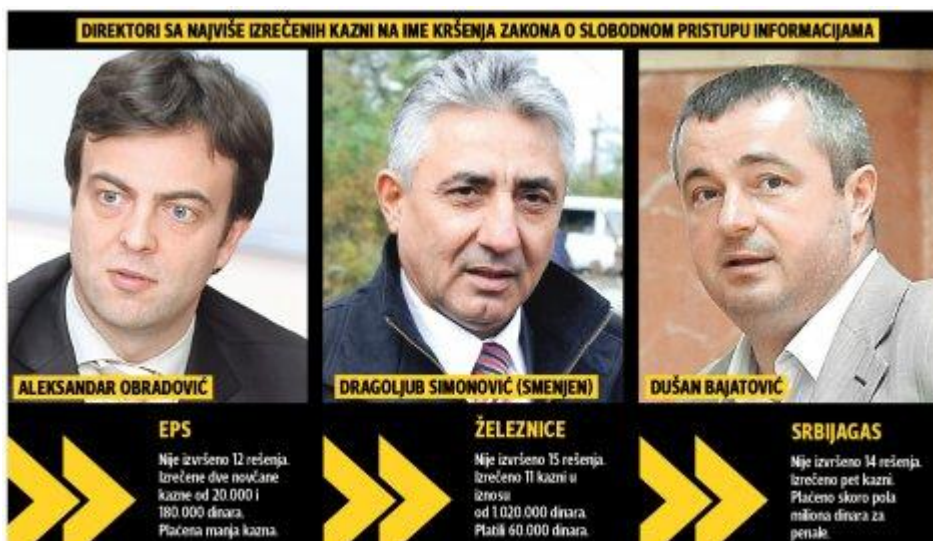 DIREKTORI SA NAJVIŠE IZREČENIH KAZNI NA IME KRŠENJA ZAKONA O SLOBODNOM PRISTUPU INFORMACIJAMA
ALEKSANDAR OBRADOVIĆ
EPS
Nije izvršeno 12 rešenja.
Izrečene dve novčane
kazne od 20.000 i
180.000 dinara.
Plaćena manja kazna.
DRAGOLJUB SIMONOVIĆ (SMENJEN)
ŽELEZNICE
Nije izvršeno 15 rešenja.
Izrečeno 11 kazni u
iznosu
od 1.020.000 dinara.
Platili 60.000 dinara.
DUŠAN BAJATOVIĆ
SRBIJAGAS
Nije izvršeno 14 rešenja.
Izrečeno pet kazni.
Plaćeno skoro pola
miliona dinara za
penale.